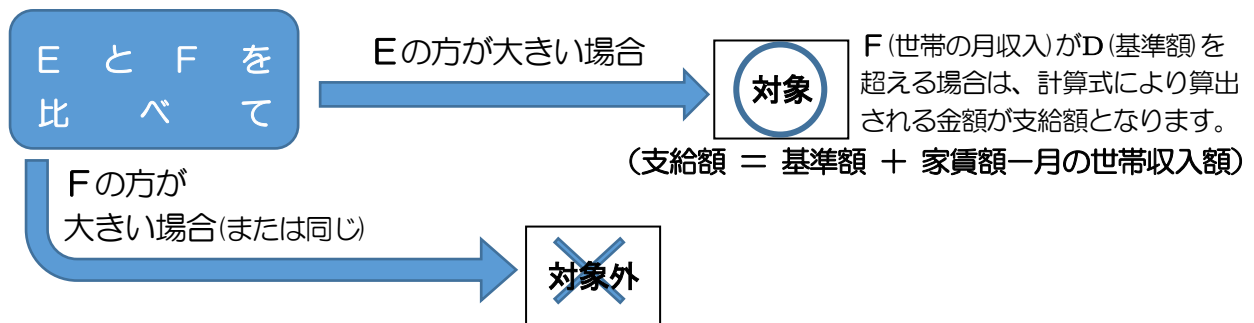 E と F を
比べて
Eの方が大きい場合
対象
F(世帯の月収入)がD(基準額)を
超える場合は、計算式により算出
される金額が支給額となります。
(支給額 = 基準額 + 家賃額ー月の世帯収入額)
Fの方が
大きい場合(または同じ)
対象外